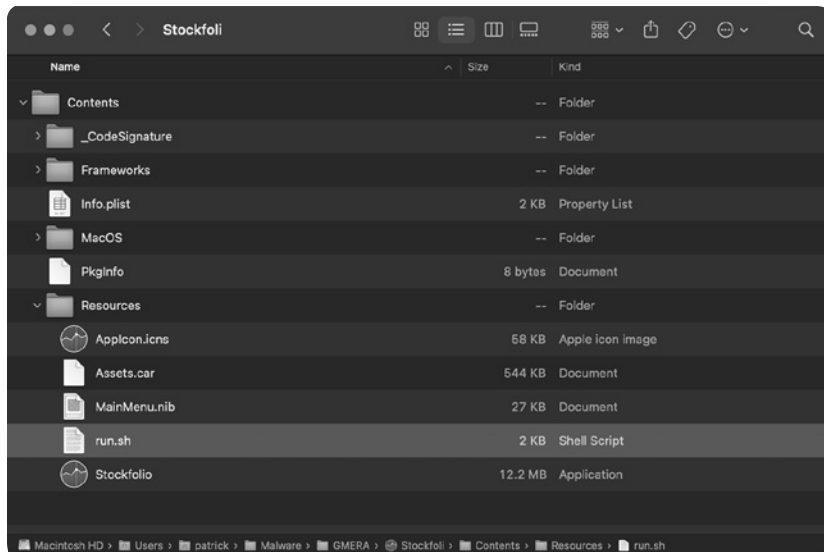 Stockfoli
Name Size Kind
Contents -- Folder
_CodeSignature -- Folder
Frameworks -- Folder
Info.plist 2 KB Property List
MacOS -- Folder
PkgInfo 8 bytes Document
Resources -- Folder
AppIcon.icns 58 KB Apple icon image
Assets.car 544 KB Document
MainMenu.nib 27 KB Document
run.sh 2 KB Shell Script
Stockfolio 12.2 MB Application
Macintosh HD › Users › patrick › Malware › GMERA › Stockfoli › Contents › Resources › run.sh